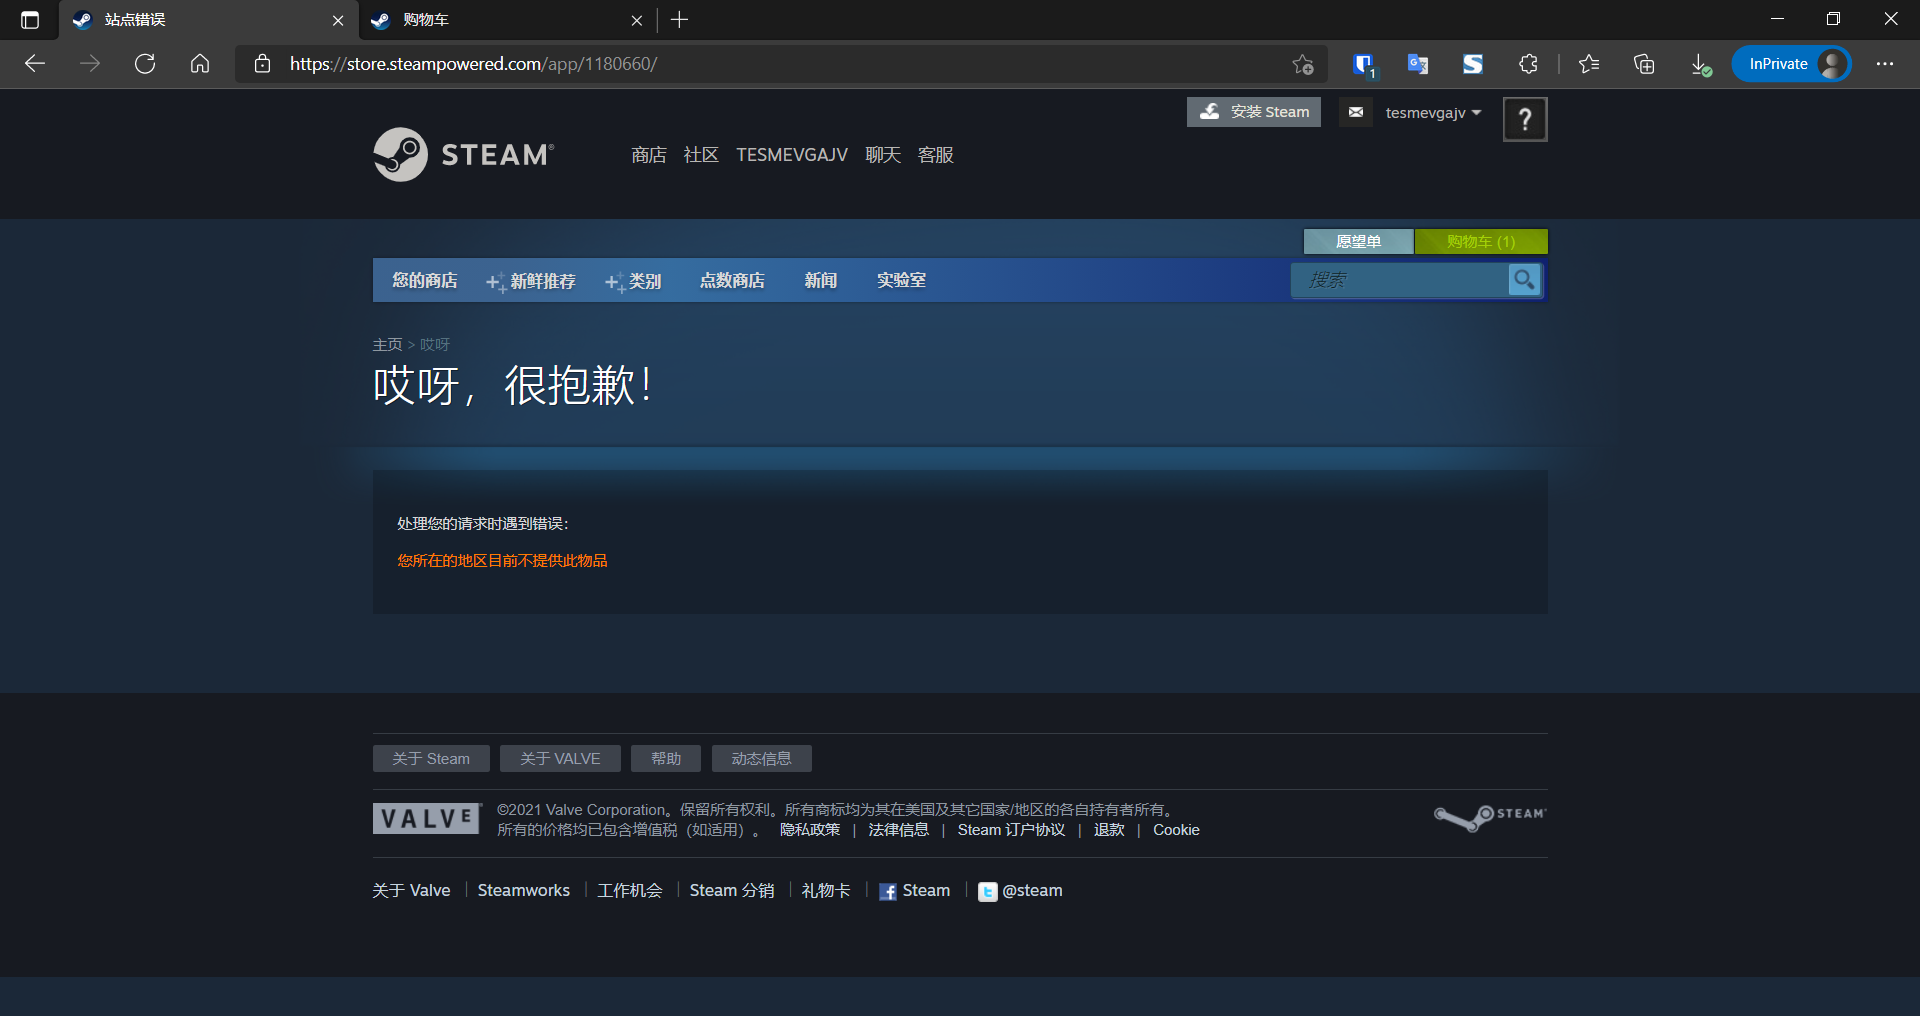 站点错误
购物车
https://store.steampowered.com/app/1180660/
1
InPrivate
安装 Steam
tesmevgajv
?
STEAM®
商店 社区 TESMEVGAJV 聊天 客服
愿望单
购物车 (1)
您的商店 新鲜推荐 类别 点数商店 新闻 实验室
搜索
主页 > 哎呀
哎呀，很抱歉！
处理您的请求时遇到错误：
您所在的地区目前不提供此物品
关于 Steam 关于 VALVE 帮助 动态信息
VALVE
©2021 Valve Corporation。保留所有权利。所有商标均为其在美国及其它国家/地区的各自持有者所有。
所有的价格均已包含增值税（如适用）。 隐私政策 | 法律信息 | Steam 订户协议 | 退款 | Cookie
STEAM
关于 Valve | Steamworks | 工作机会 | Steam 分销 | 礼物卡 | Steam | @steam